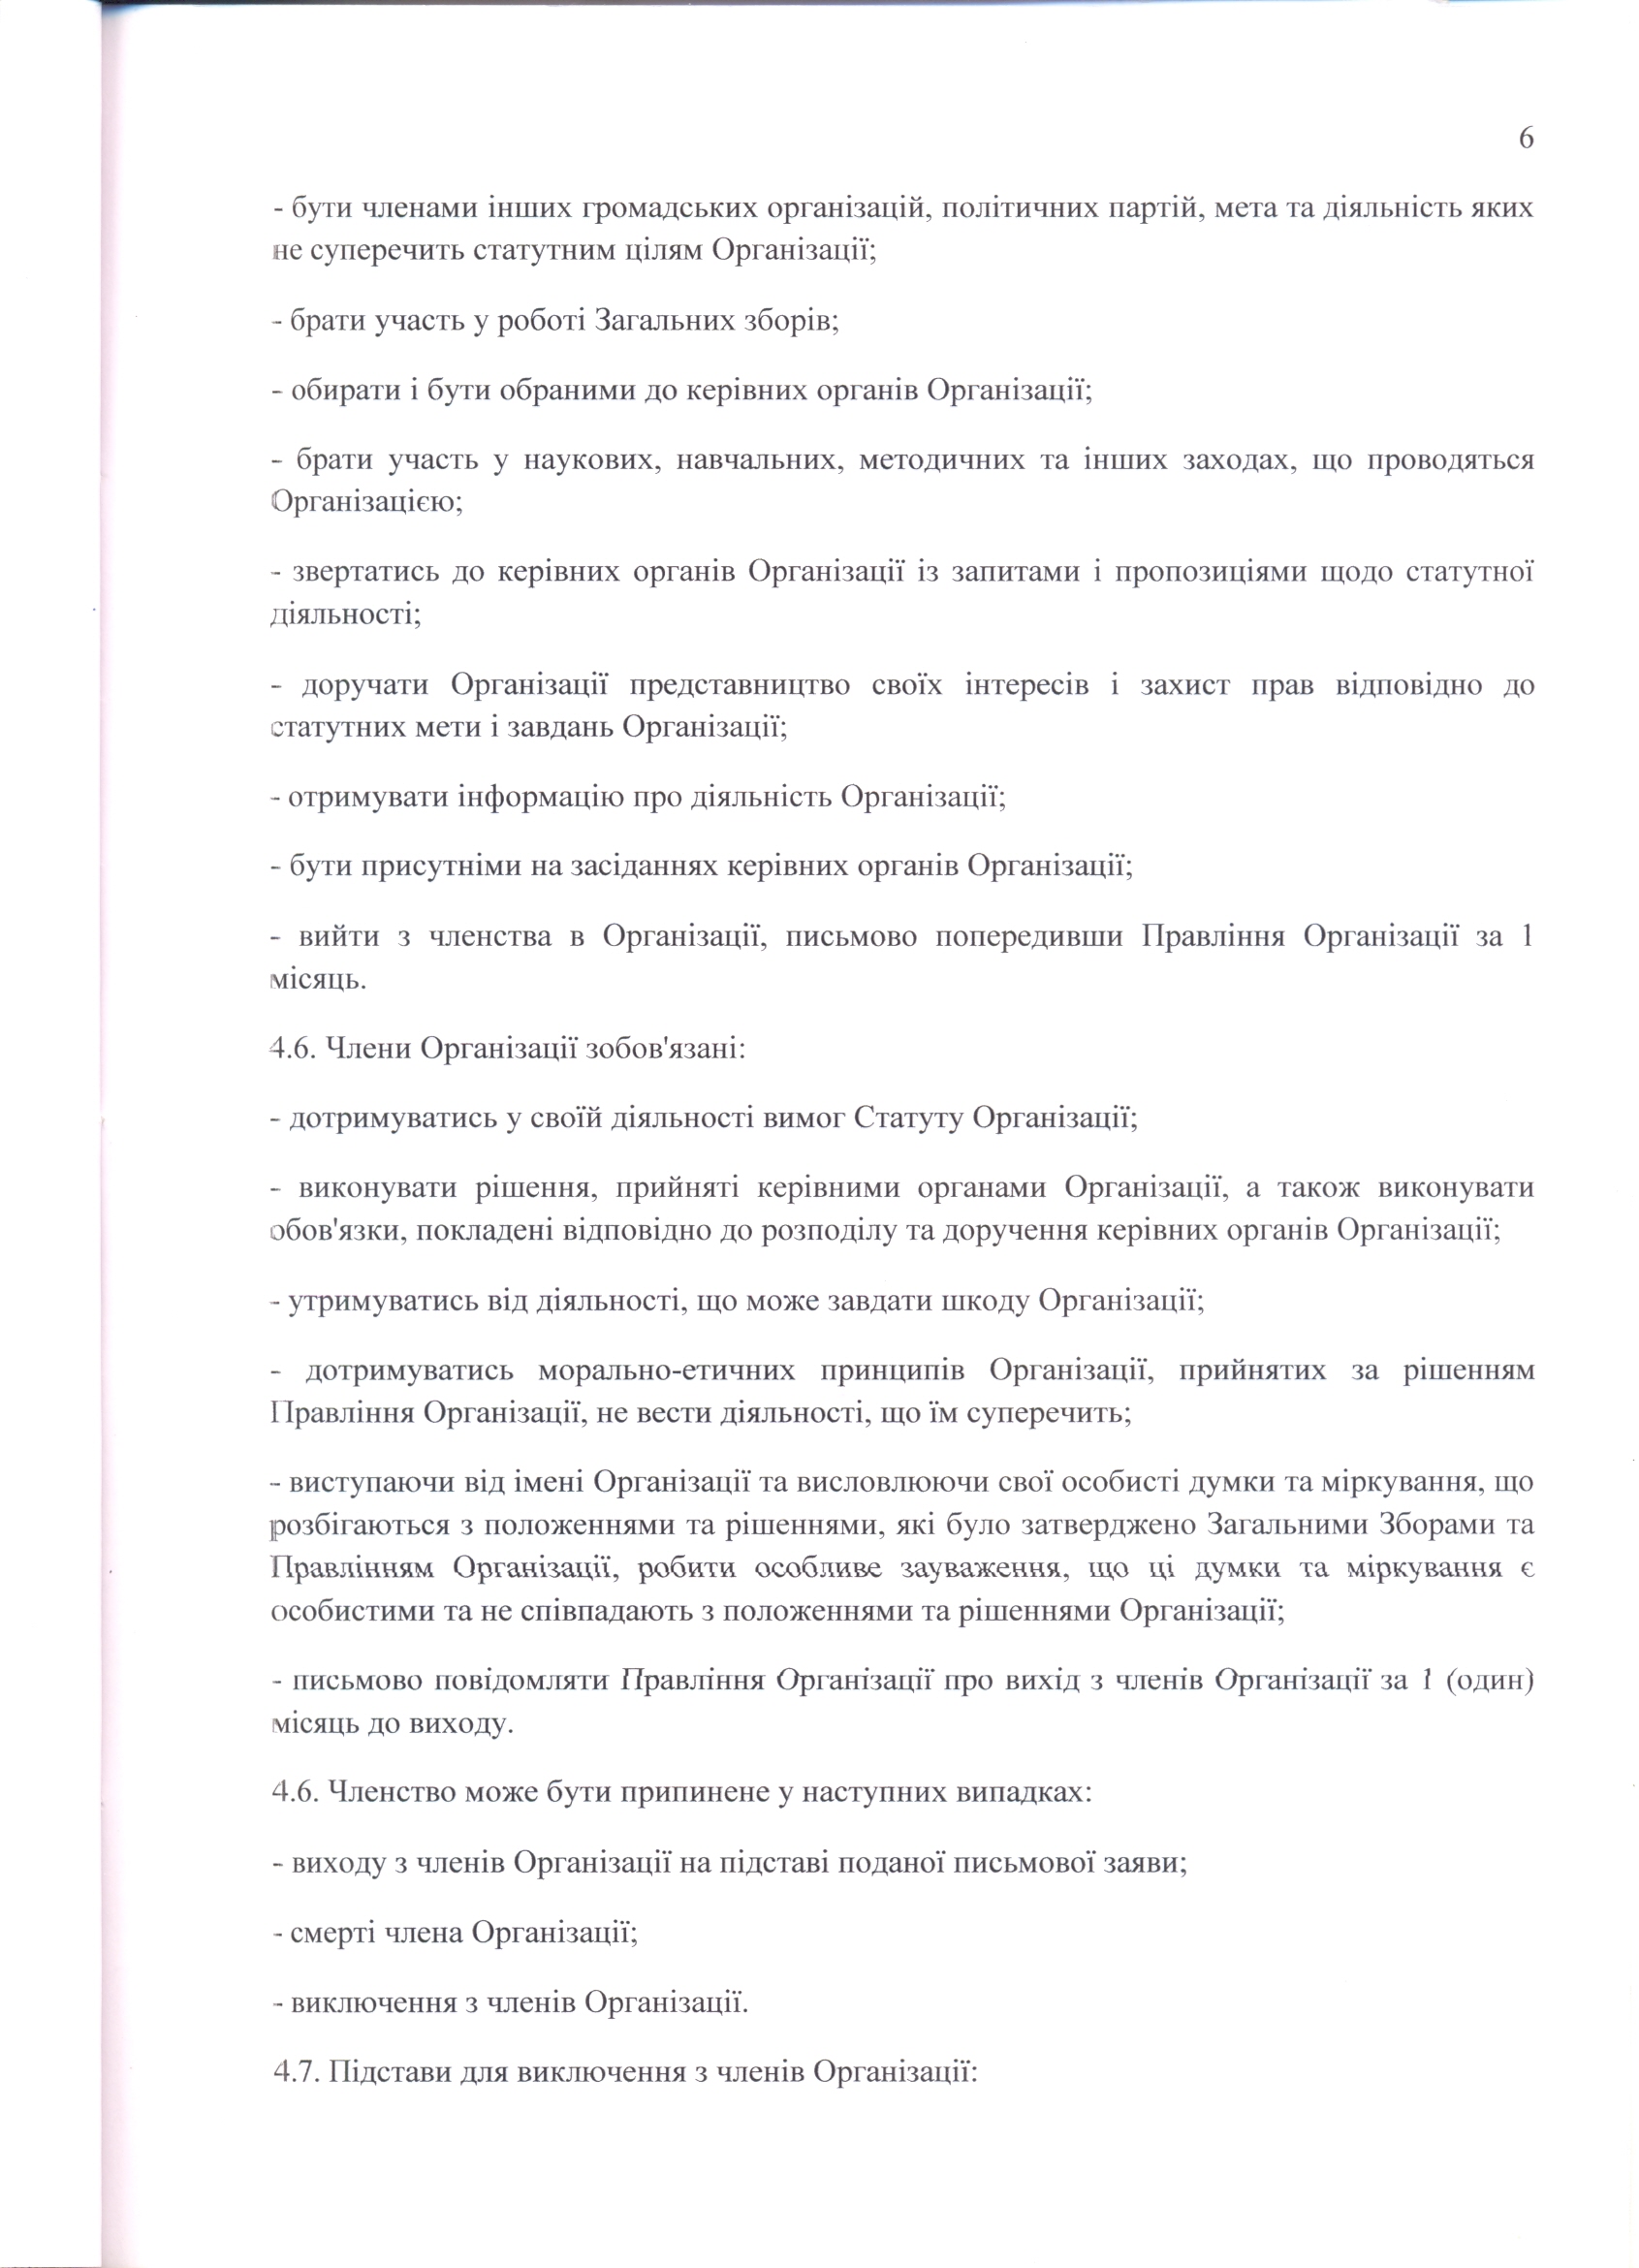 6
- бути членами інших громадських організацій, політичних партій, мета та діяльність яких
не суперечить статутним цілям Організації;
- брати участь у роботі Загальних зборів;
- обирати і бути обраними до керівних органів Організації;
- брати участь у наукових, навчальних, методичних та інших заходах, що проводяться
Організацією;
- звертатись до керівних органів Організації із запитами і пропозиціями щодо статутної
діяльності;
- доручати Організації представництво своїх інтересів і захист прав відповідно до
статутних мети і завдань Організації;
- отримувати інформацію про діяльність Організації;
- бути присутніми на засіданнях керівних органів Організації;
- вийти з членства в Організації, письмово попередивши Правління Організації за 1
місяць.
4.6. Члени Організації зобов'язані:
- дотримуватись у своїй діяльності вимог Статуту Організації;
- виконувати рішення, прийняті керівними органами Організації, а також виконувати
обов'язки, покладені відповідно до розподілу та доручення керівних органів Організації;
- утримуватись від діяльності, що може завдати шкоду Організації;
- дотримуватись морально-етичних принципів Організації, прийнятих за рішенням
Правління Організації, не вести діяльності, що їм суперечить;
- виступаючи від імені Організації та висловлюючи свої особисті думки та міркування, що
розбігаються з положеннями та рішеннями, які було затверджено Загальними Зборами та
Правлінням Організації, робити особливе зауваження, що ці думки та міркування є
особистими та не співпадають з положеннями та рішеннями Організації;
- письмово повідомляти Правління Організації про вихід з членів Організації за 1 (один)
місяць до виходу.
4.6. Членство може бути припинене у наступних випадках:
- виходу з членів Організації на підставі поданої письмової заяви;
- смерті члена Організації;
- виключення з членів Організації.
4.7. Підстави для виключення з членів Організації: